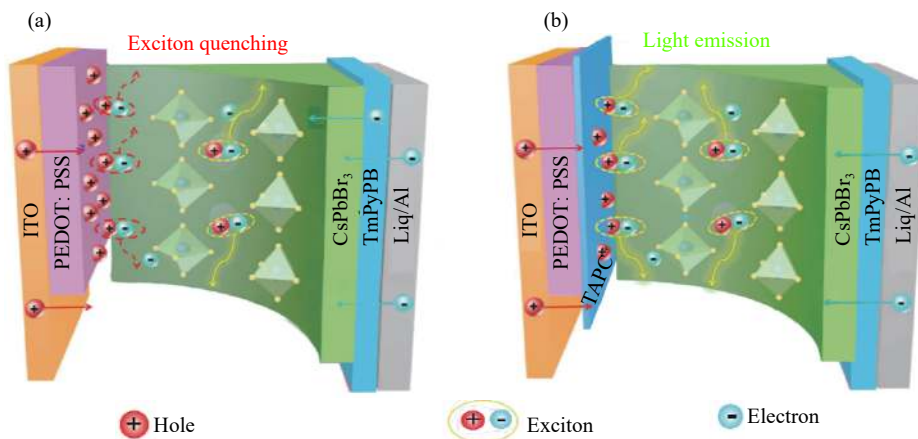 (a)
Exciton quenching
ITO
PEDOT: PSS
CsPbBr₃
TmPyPB
Liq/Al
(b)
Light emission
ITO
PEDOT: PSS
TAPC
CsPbBr₃
TmPyPB
Liq/Al
Hole
Exciton
Electron